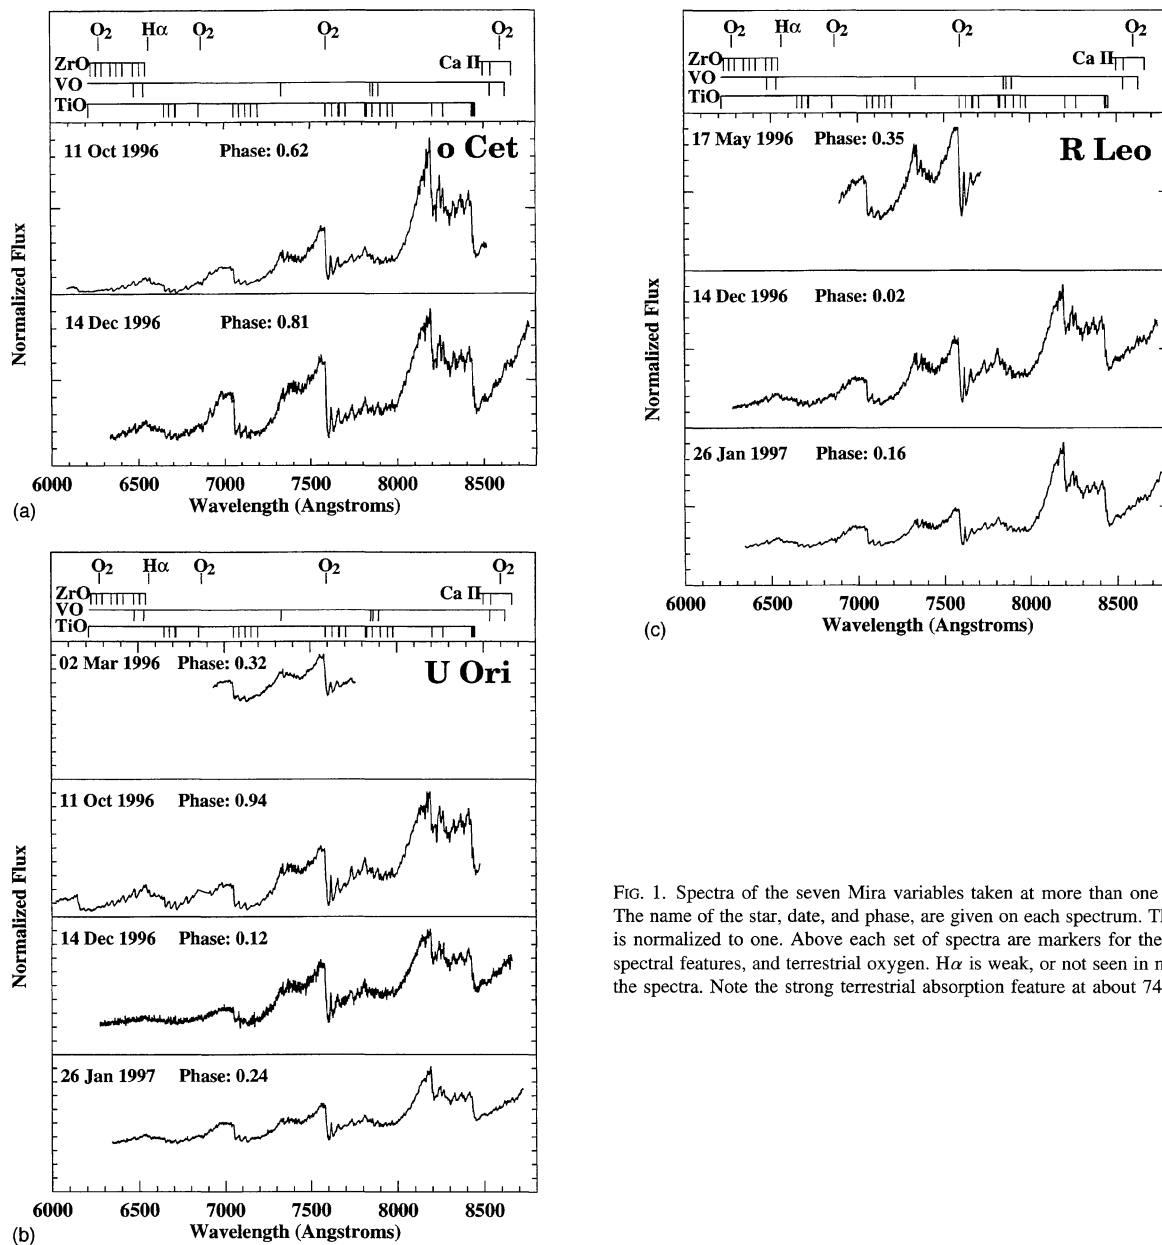 O2 Hα O2 O2 O2
ZrO Ca II
VO
TiO
11 Oct 1996 Phase: 0.62 o Cet
14 Dec 1996 Phase: 0.81
Normalized Flux
6000 6500 7000 7500 8000 8500
Wavelength (Angstroms)
(a)
O2 Hα O2 O2 O2
ZrO Ca II
VO
TiO
02 Mar 1996 Phase: 0.32 U Ori
11 Oct 1996 Phase: 0.94
14 Dec 1996 Phase: 0.12
26 Jan 1997 Phase: 0.24
Normalized Flux
6000 6500 7000 7500 8000 8500
Wavelength (Angstroms)
(b)
O2 Hα O2 O2 O2
ZrO Ca II
VO
TiO
17 May 1996 Phase: 0.35 R Leo
14 Dec 1996 Phase: 0.02
26 Jan 1997 Phase: 0.16
Normalized Flux
6000 6500 7000 7500 8000 8500
Wavelength (Angstroms)
(c)
FIG. 1. Spectra of the seven Mira variables taken at more than one
The name of the star, date, and phase, are given on each spectrum.
is normalized to one. Above each set of spectra are markers for the
spectral features, and terrestrial oxygen. Hα is weak, or not seen in
the spectra. Note the strong terrestrial absorption feature at about